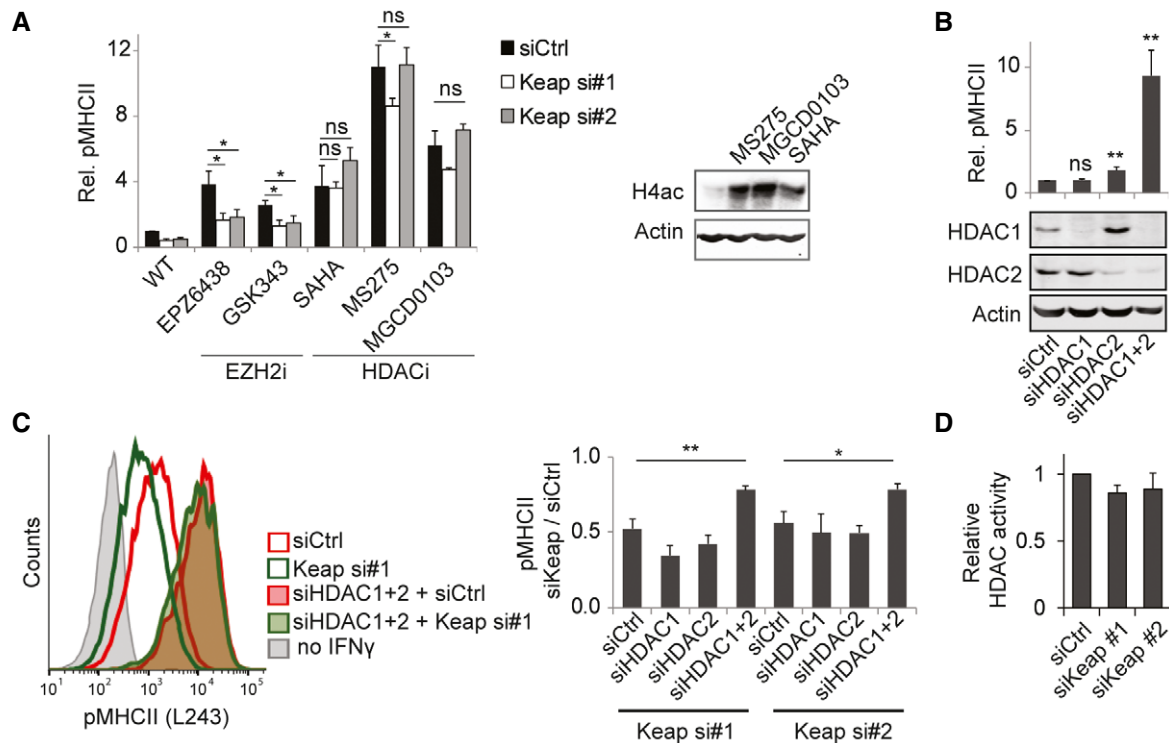 A
Rel. pMHCII
12
8
4
0
ns
*
ns
*
*
*
*
ns
ns
siCtrl
Keap si#1
Keap si#2
WT
EPZ6438
GSK343
SAHA
MS275
MGCD0103
EZH2i
HDACi
MS275
MGCD0103
SAHA
H4ac
Actin
B
Rel. pMHCII
10
5
0
ns
**
**
HDAC1
HDAC2
Actin
siCtrl
siHDAC1
siHDAC2
siHDAC1+2
C
Counts
10¹ 10² 10³ 10⁴ 10⁵
pMHCII (L243)
siCtrl
Keap si#1
siHDAC1+2 + siCtrl
siHDAC1+2 + Keap si#1
no IFNγ
pMHCII
siKeap / siCtrl
1.0
0.5
0.0
**
*
siCtrl
siHDAC1
siHDAC2
siHDAC1+2
siCtrl
siHDAC1
siHDAC2
siHDAC1+2
Keap si#1
Keap si#2
D
Relative
HDAC activity
1
0.5
0
siCtrl
siKeap #1
siKeap #2